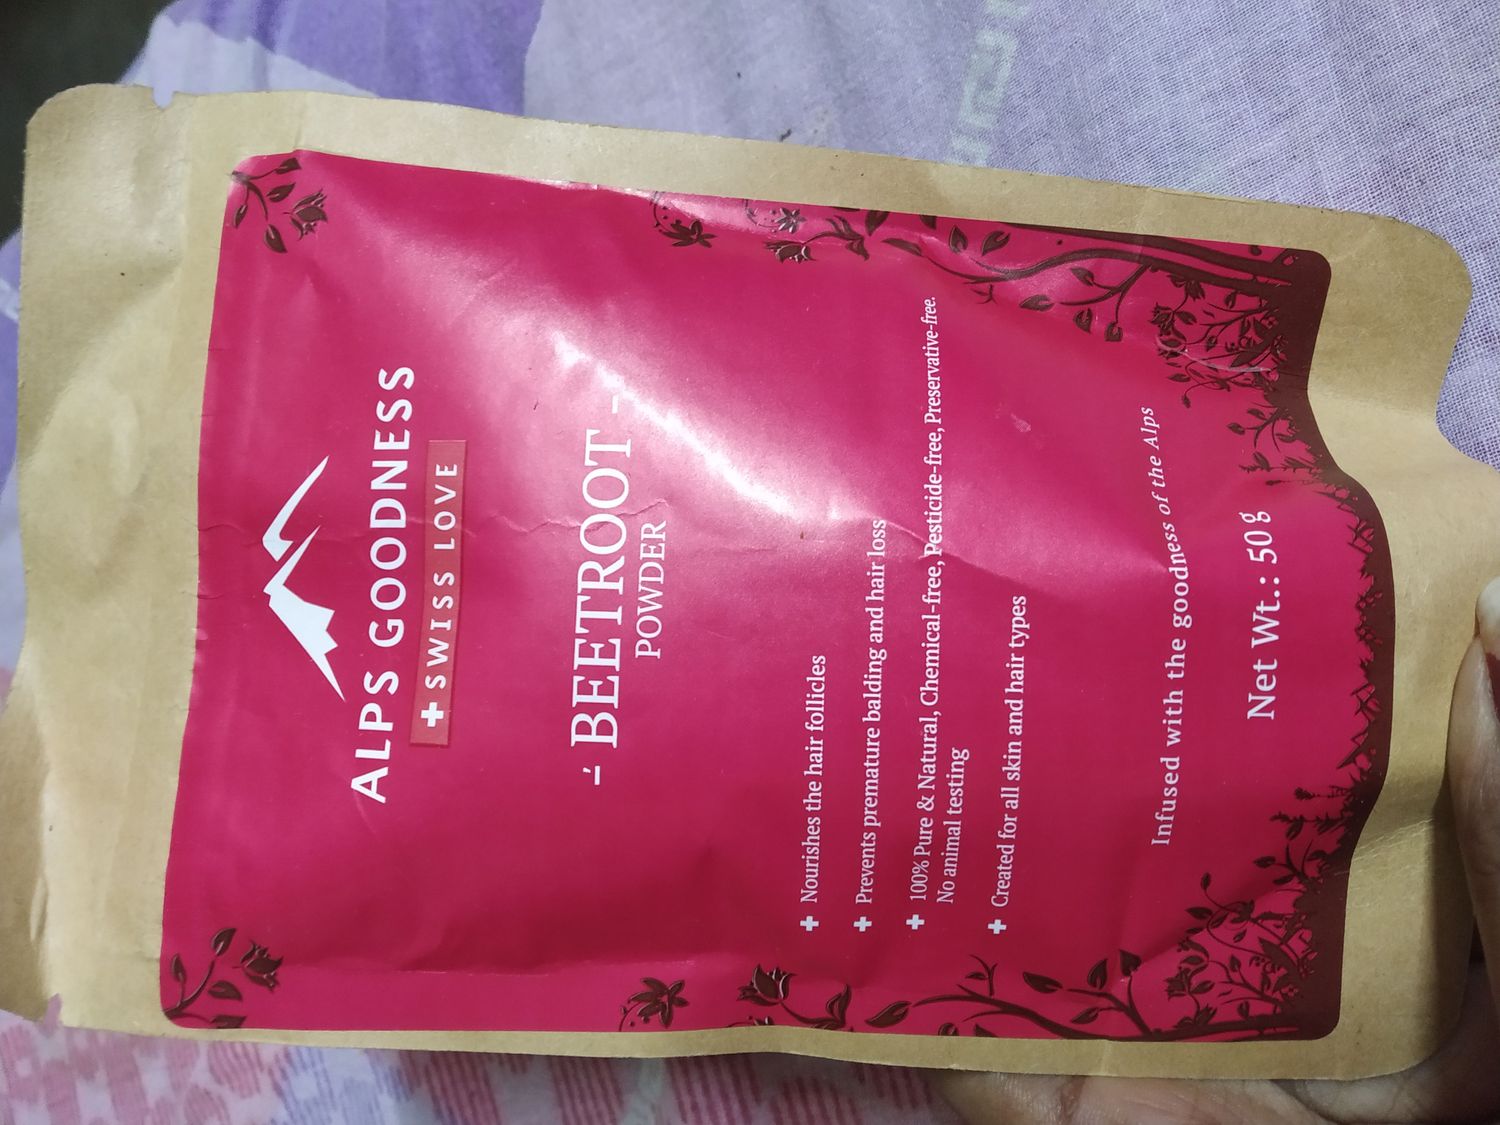 ALPS GOODNESS
+ SWISS LOVE
- BEETROOT -
POWDER
+ Nourishes the hair follicles
+ Prevents premature balding and hair loss
+ 100% Pure & Natural, Chemical-free, Pesticide-free, Preservative-free.
No animal testing
+ Created for all skin and hair types
Infused with the goodness of the Alps
Net Wt.: 50 g